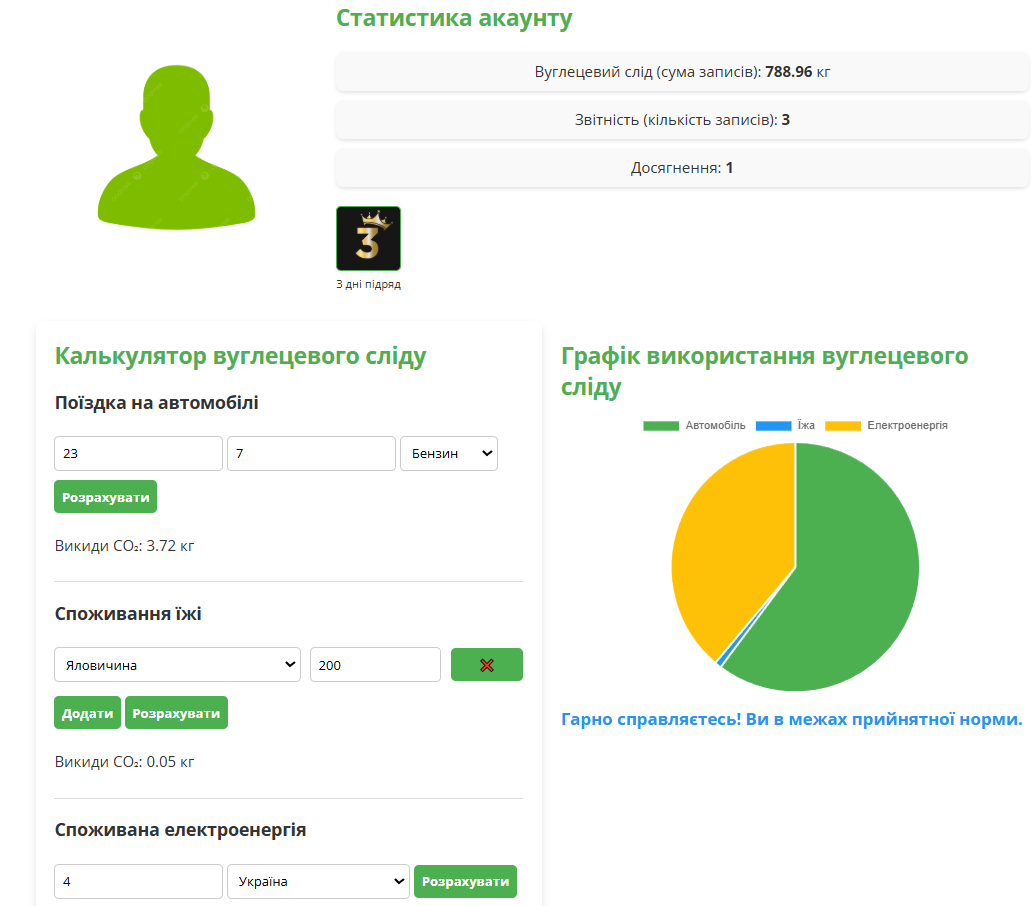 Статистика акаунту
Вуглецевий слід (сума записів): 788.96 кг
Звітність (кількість записів): 3
Досягнення: 1
3
3 дні підряд
Калькулятор вуглецевого сліду
Поїздка на автомобілі
23 7 Бензин
Розрахувати
Викиди CO₂: 3.72 кг
Споживання їжі
Яловичина 200
Додати Розрахувати
Викиди CO₂: 0.05 кг
Споживана електроенергія
4 Україна Розрахувати
Графік використання вуглецевого
сліду
Автомобіль Їжа Електроенергія
Гарно справляєтесь! Ви в межах прийнятної норми.